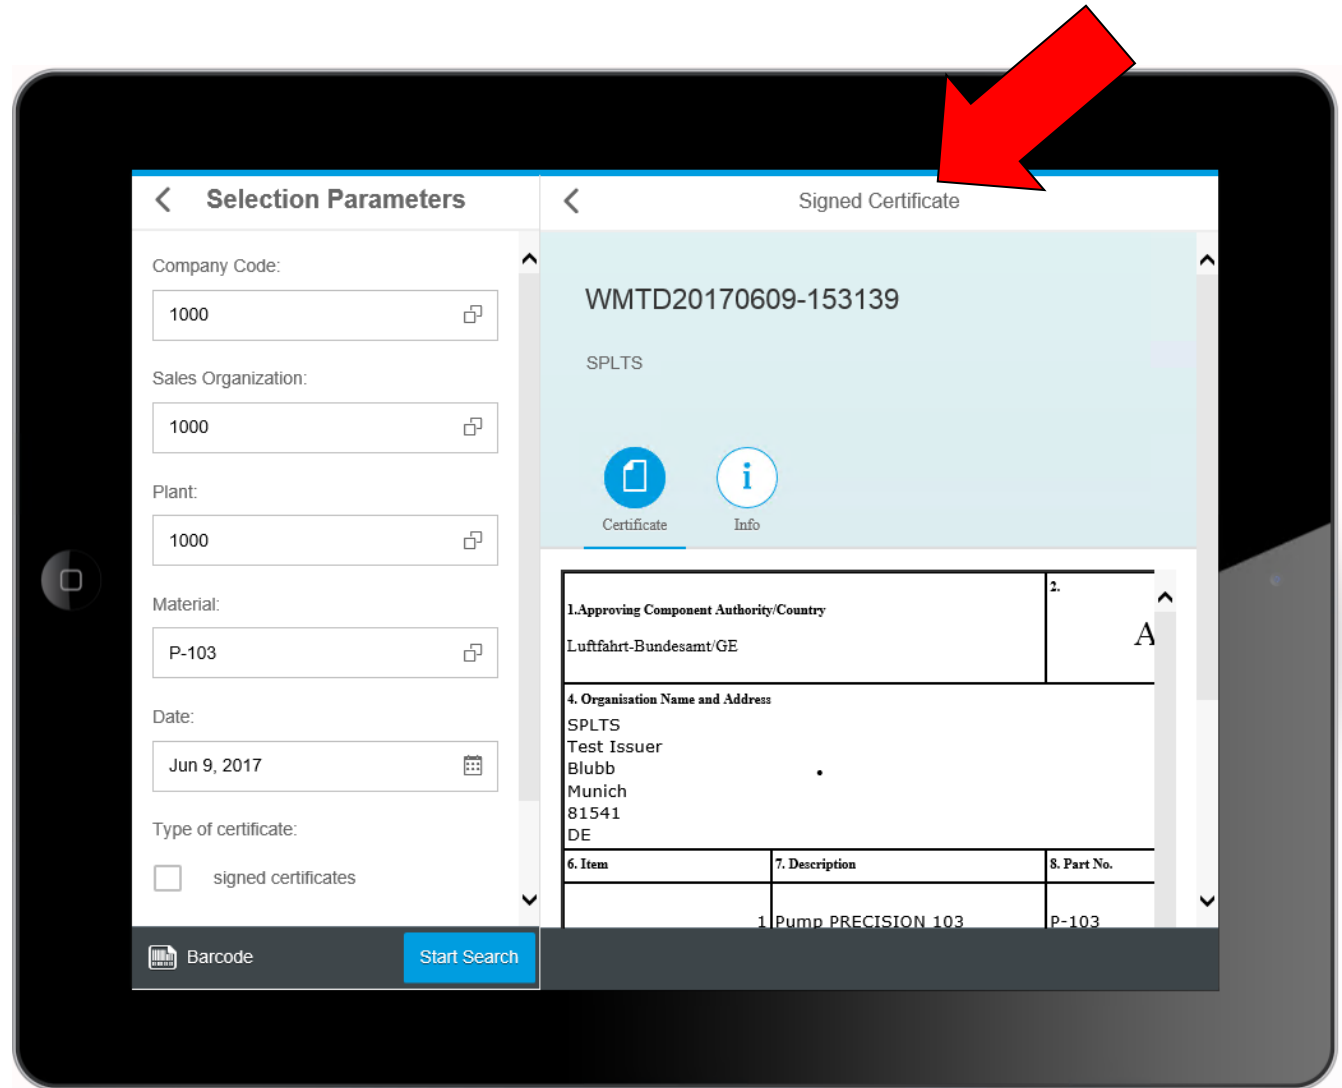 Selection Parameters
Company Code:
1000
Sales Organization:
1000
Plant:
1000
Material:
P-103
Date:
Jun 9, 2017
Type of certificate:
signed certificates
Barcode
Start Search
Signed Certificate
WMTD20170609-153139
SPLTS
i
Certificate Info
1.Approving Component Authority/Country
Luftfahrt-Bundesamt/GE
2.
A
4. Organisation Name and Address
SPLTS
Test Issuer
Blubb
Munich
81541
DE
6. Item 7. Description 8. Part No.
1 Pump PRECISION 103 P-103